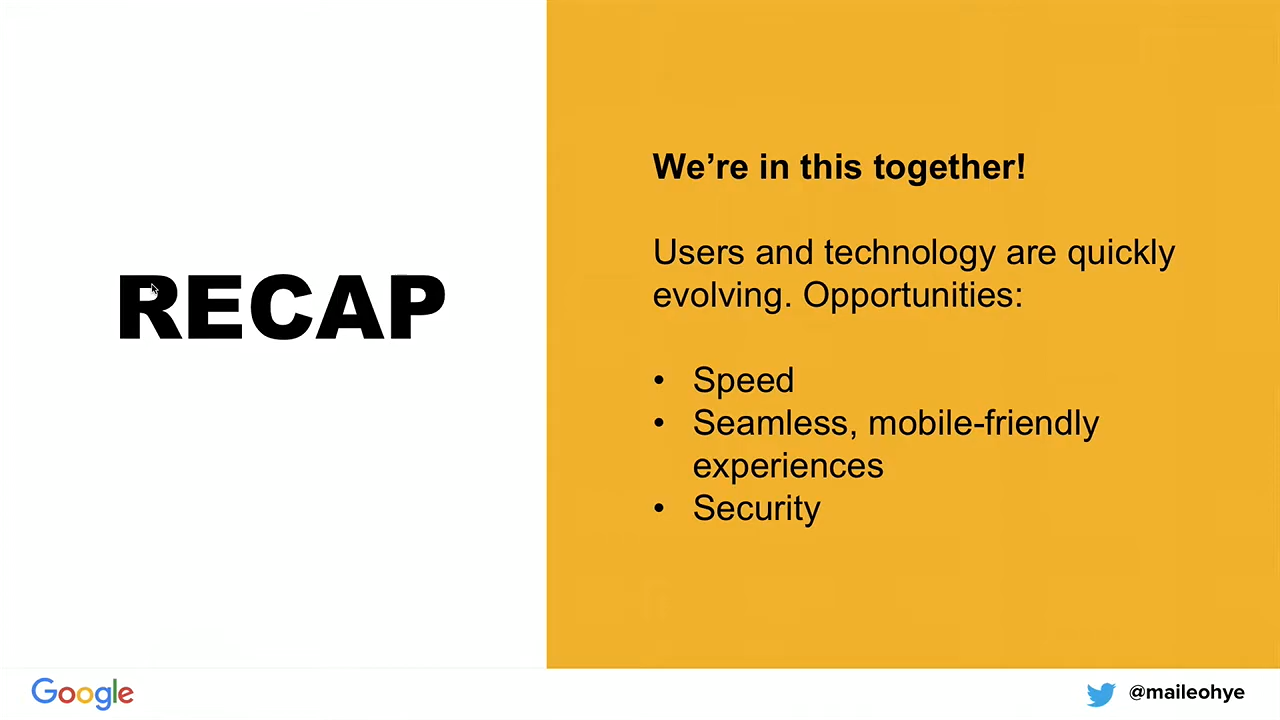 RECAP
We’re in this together!
Users and technology are quickly
evolving. Opportunities:
• Speed
• Seamless, mobile-friendly
experiences
• Security
Google
@maileohye